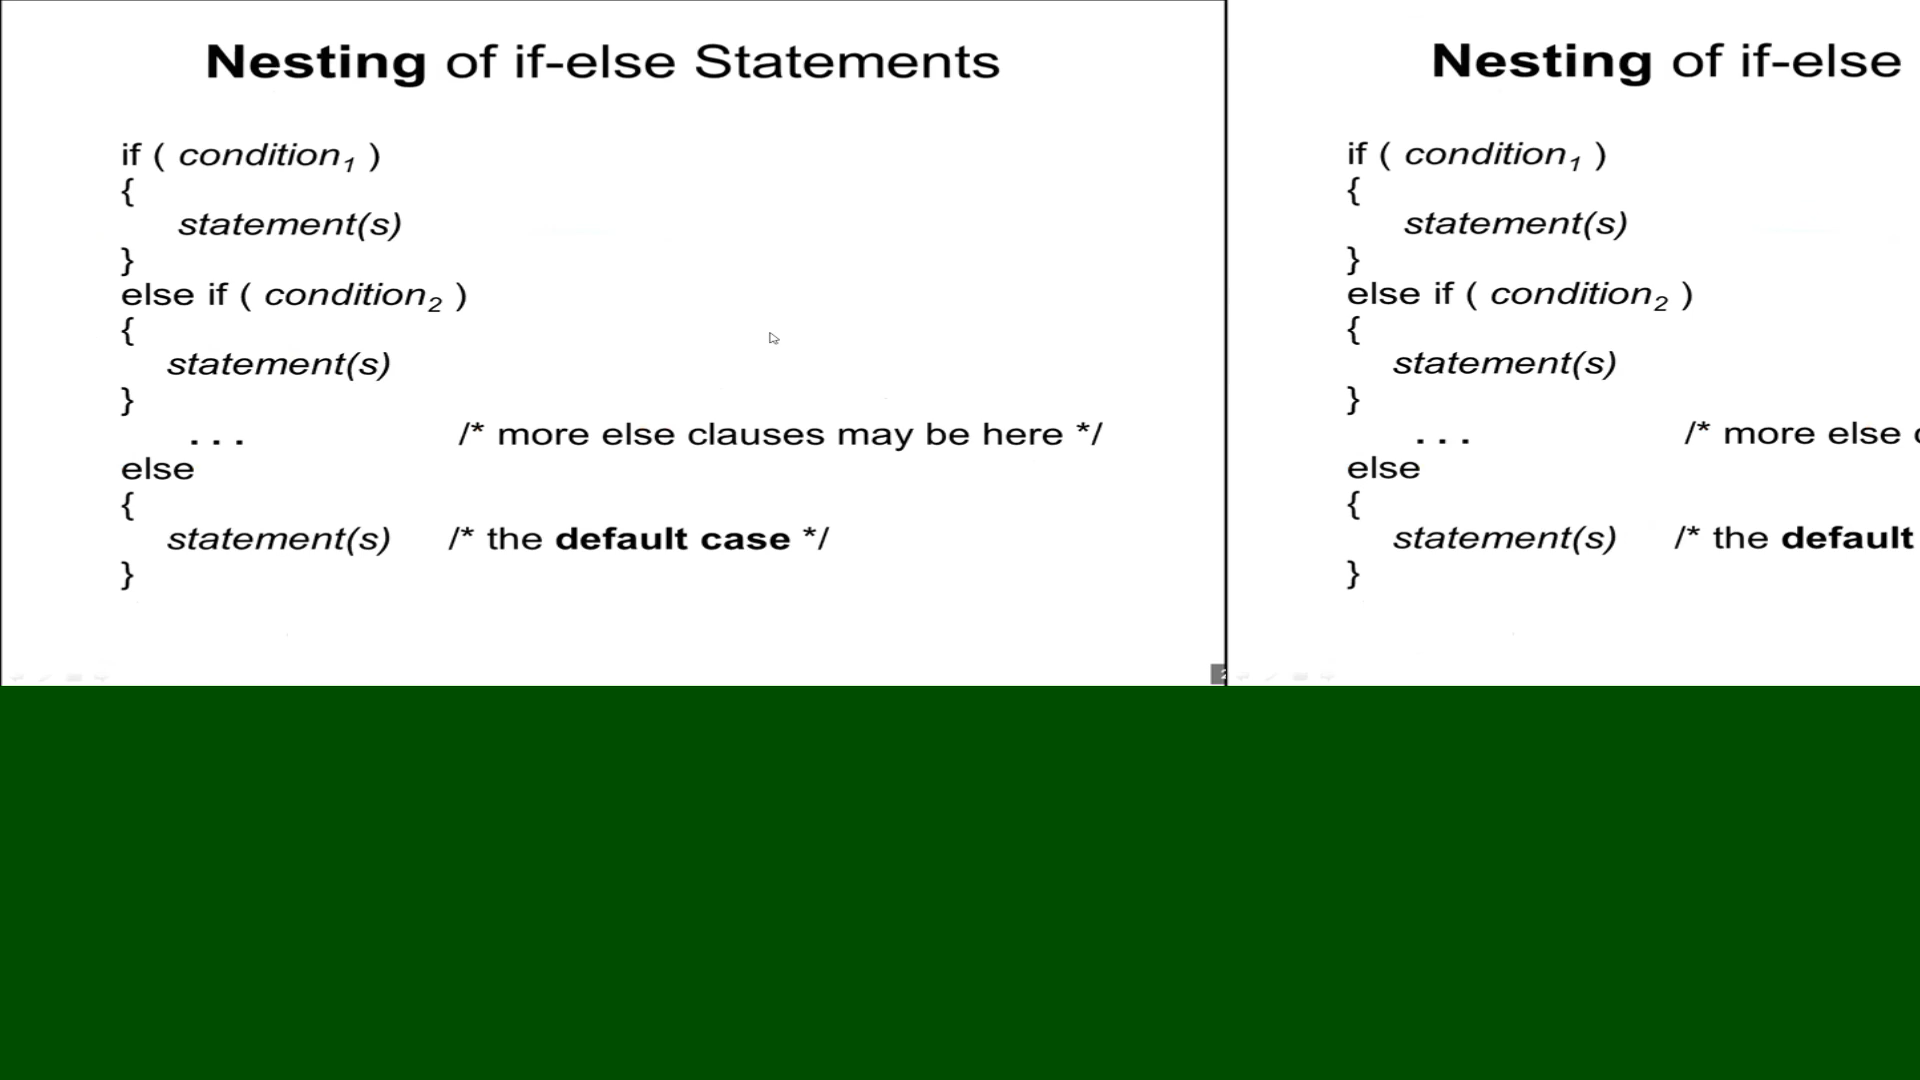 Nesting of if-else Statements
if ( condition1 )
{
statement(s)
}
else if ( condition2 )
{
statement(s)
}
. . . /* more else clauses may be here */
else
{
statement(s) /* the default case */
}
Nesting of if-else
if ( condition1 )
{
statement(s)
}
else if ( condition2 )
{
statement(s)
}
. . . /* more else
else
{
statement(s) /* the default
}